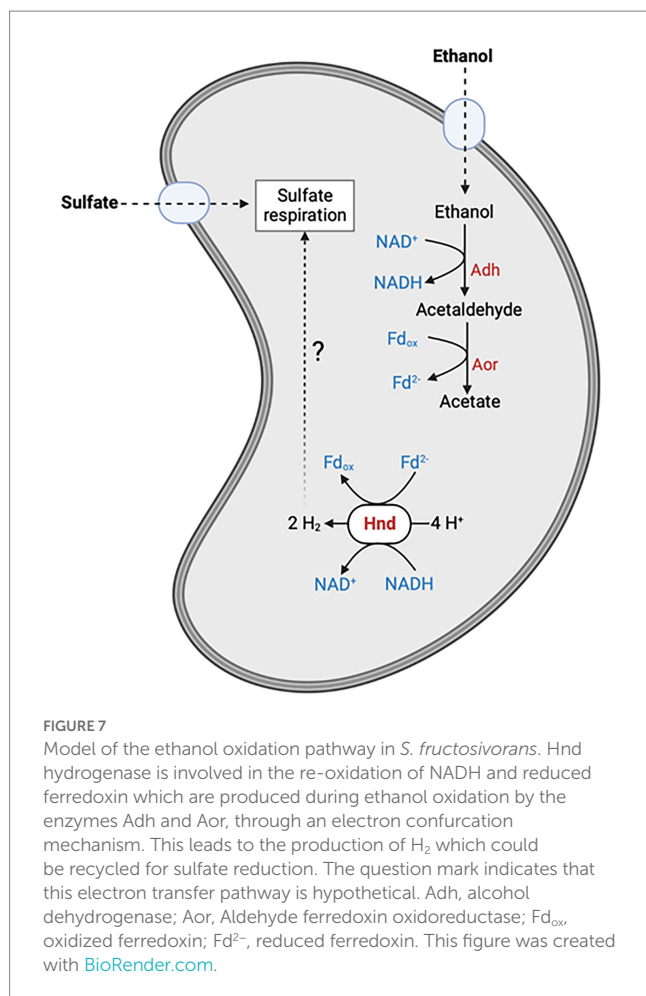 Ethanol
Sulfate
Sulfate
respiration
Ethanol
NAD⁺
Adh
NADH
Acetaldehyde
Fdₒₓ
Aor
Fd²⁻
Acetate
?
Fdₒₓ Fd²⁻
2 H₂ Hnd 4 H⁺
NAD⁺ NADH
FIGURE 7
Model of the ethanol oxidation pathway in S. fructosivorans. Hnd
hydrogenase is involved in the re-oxidation of NADH and reduced
ferredoxin which are produced during ethanol oxidation by the
enzymes Adh and Aor, through an electron confurcation
mechanism. This leads to the production of H₂ which could
be recycled for sulfate reduction. The question mark indicates that
this electron transfer pathway is hypothetical. Adh, alcohol
dehydrogenase; Aor, Aldehyde ferredoxin oxidoreductase; Fdₒₓ,
oxidized ferredoxin; Fd²⁻, reduced ferredoxin. This figure was created
with BioRender.com.